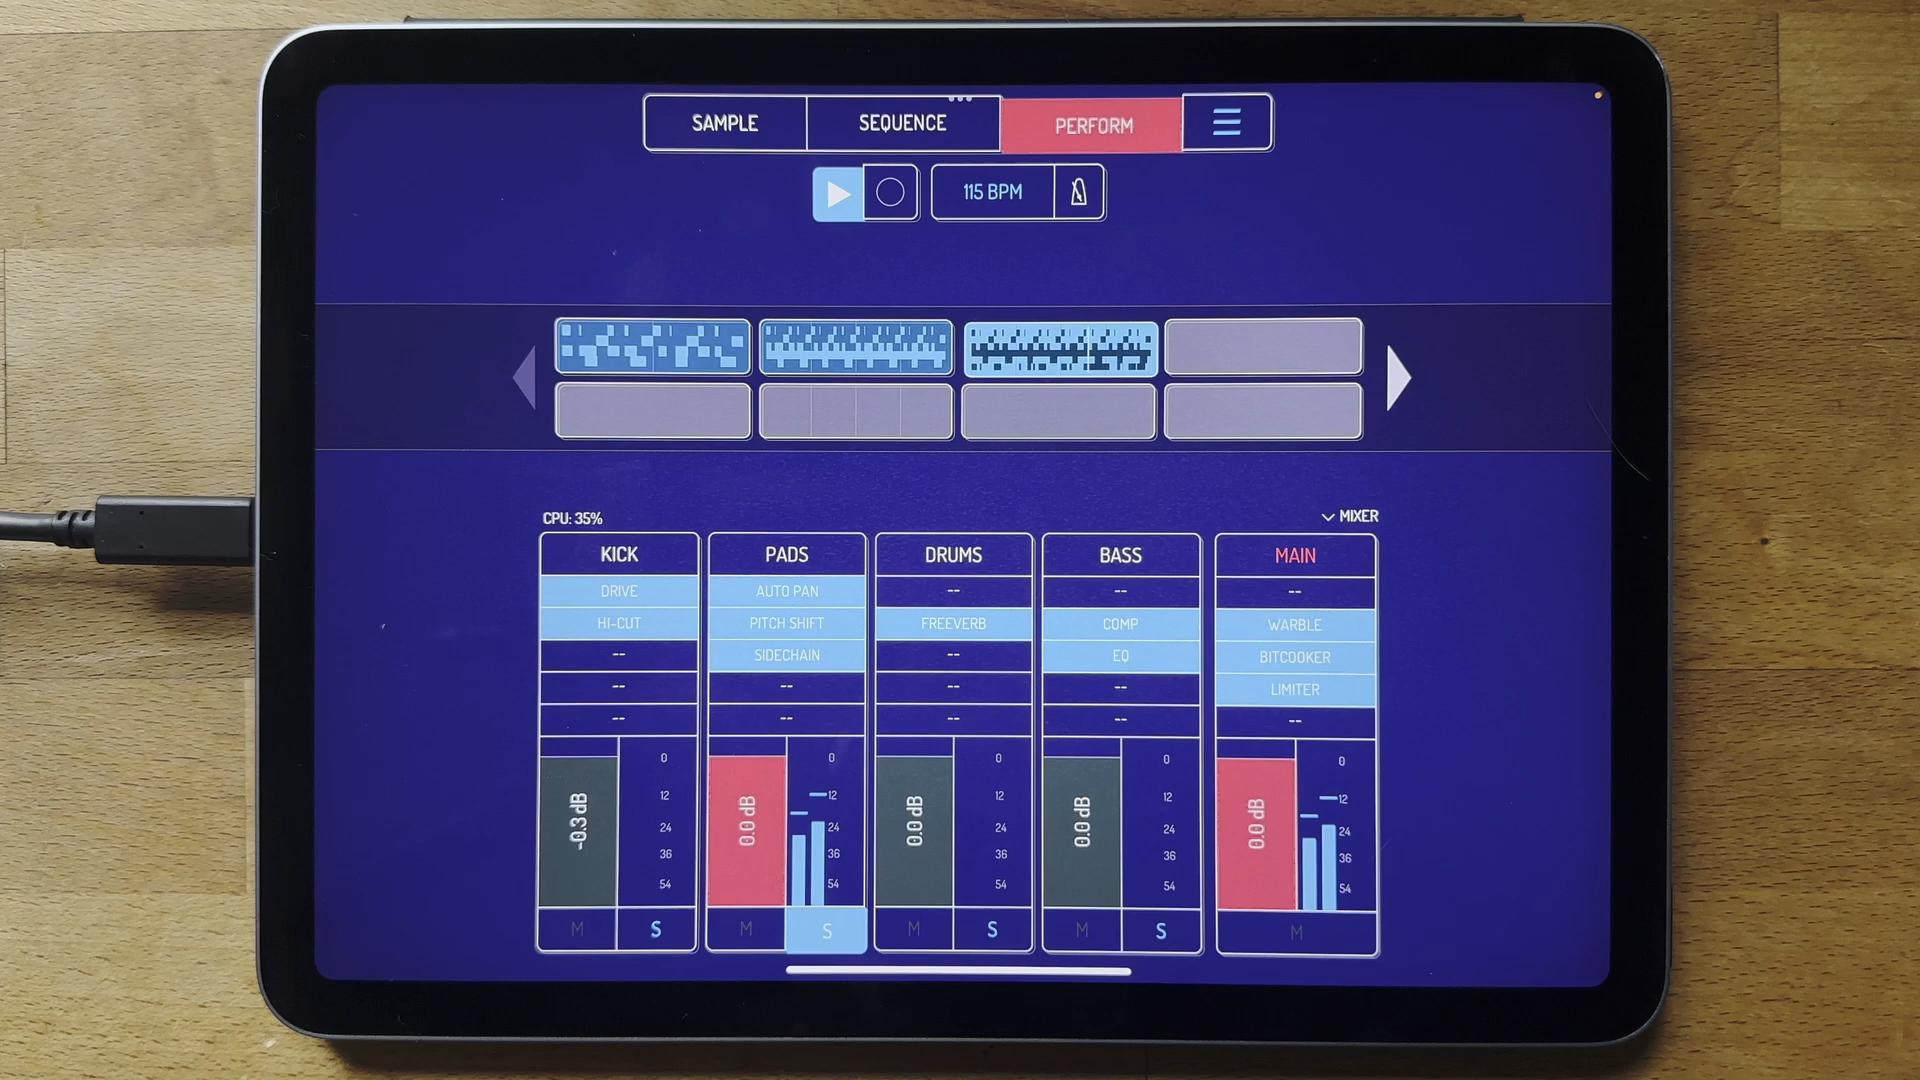 SAMPLE SEQUENCE PERFORM
115 BPM
CPU: 35% MIXER
KICK PADS DRUMS BASS MAIN
DRIVE AUTO PAN -- -- --
HI-CUT PITCH SHIFT FREEVERB COMP WARBLE
-- SIDECHAIN -- EQ BITCOOKER
-- -- -- -- LIMITER
-- -- -- -- --
0 0 0 0 0
12 12 12 12 12
-0.3 dB 0.0 dB 0.0 dB 0.0 dB 0.0 dB
24 24 24 24 24
36 36 36 36 36
54 54 54 54 54
M S M S M S M S M